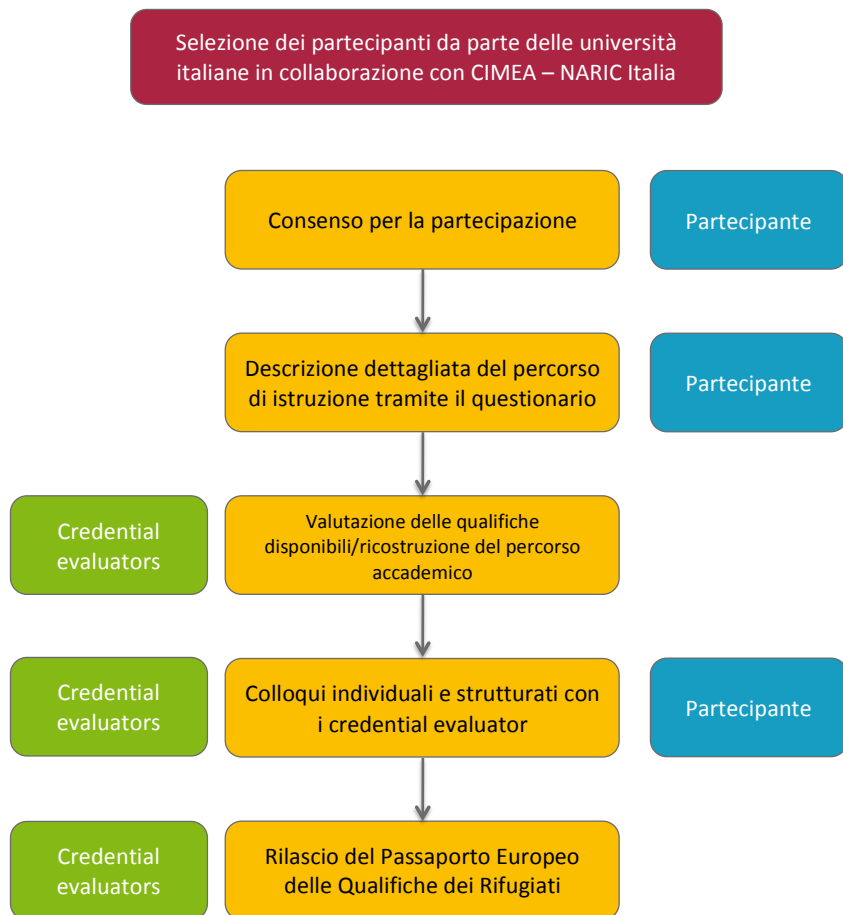 Selezione dei partecipanti da parte delle università
italiane in collaborazione con CIMEA – NARIC Italia
Consenso per la partecipazione
Partecipante
Descrizione dettagliata del percorso
di istruzione tramite il questionario
Partecipante
Credential
evaluators
Valutazione delle qualifiche
disponibili/ricostruzione del percorso
accademico
Credential
evaluators
Colloqui individuali e strutturati con
i credential evaluator
Partecipante
Credential
evaluators
Rilascio del Passaporto Europeo
delle Qualifiche dei Rifugiati